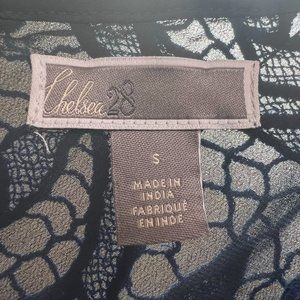 Chelsea28
S
MADE IN
INDIA
FABRIQUÉ
EN INDE